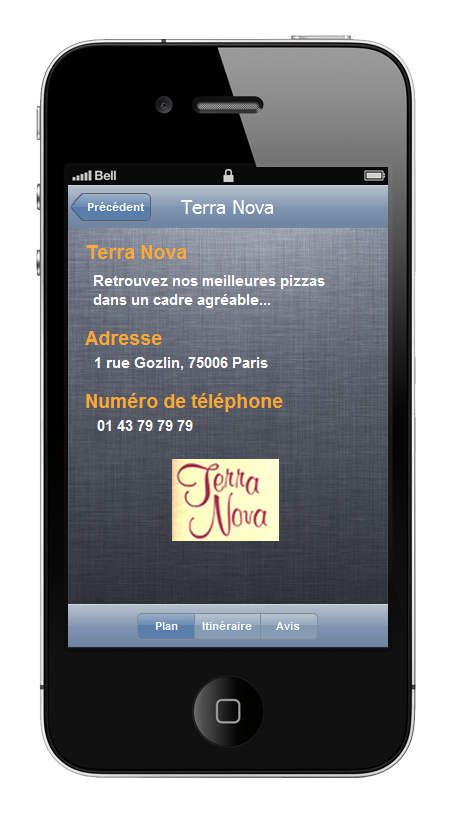 Bell
Précédent
Terra Nova
Terra Nova
Retrouvez nos meilleures pizzas
dans un cadre agréable...
Adresse
1 rue Gozlin, 75006 Paris
Numéro de téléphone
01 43 79 79 79
Terra
Nova
Plan Itinéraire Avis